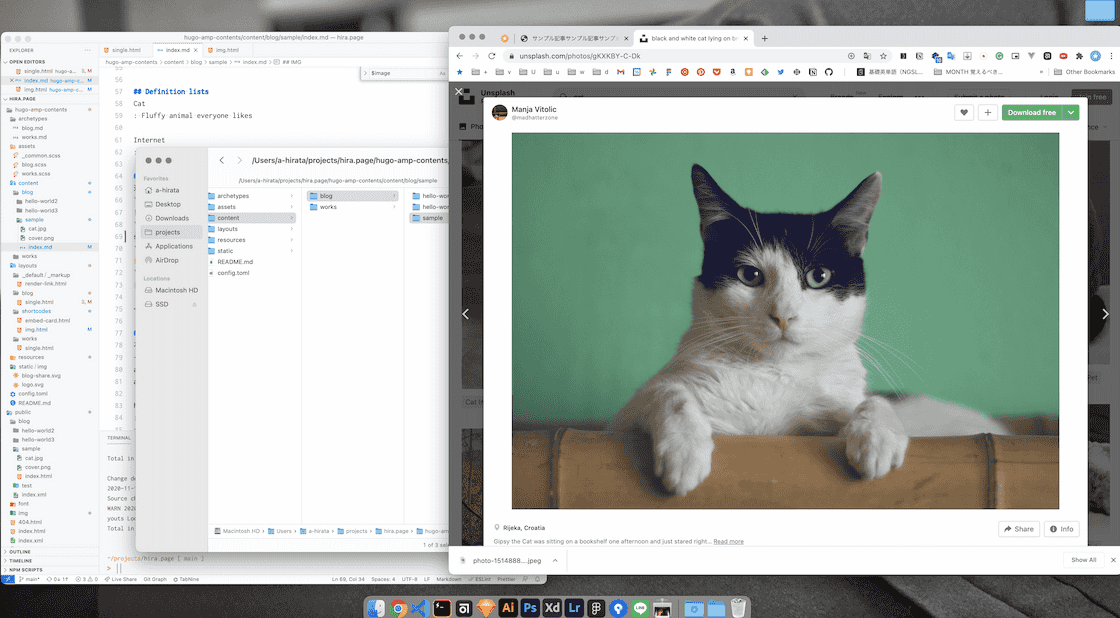 hugo-amp-contents/content/blog/sample/index.md — hira.page
EXPLORER
single.html
index.md
img.html
OPEN EDITORS
hugo-amp-contents > content > blog > sample > index.md > ## IMG
single.html hugo-a... 5, M
index.md hugo-amp-c... M
img.html hugo-amp-c... M
HIRA.PAGE
hugo-amp-contents
archetypes
blog.md
works.md
assets
_common.scss
blog.scss
works.scss
content
blog
hello-world2
hello-world3
sample
cat.jpg
cover.png
index.md M
works
layouts
_default / _markup
render-link.html
blog
single.html 5, M
shortcodes
embed-card.html
img.html M
works
single.html
resources
static / img
blog-share.svg
logo.svg
config.toml
README.md
public
blog
hello-world2
hello-world3
sample
cat.jpg
cover.png
index.html
test
index.xml
font
img
404.html
index.html
index.xml
OUTLINE
TIMELINE
NPM SCRIPTS
$image
## Definition lists
Cat
: Fluffy animal everyone likes
Internet
TERMINAL
Total in
Change de
2020-11-1
Source ch
WARN 2020
youts Loo
Total in
~/projects/hira.page [ main ]
main*
Live Share
Git Graph
TabNine
Ln 69, Col 34
Spaces: 4
UTF-8
LF
Markdown
ESLint
Prettier
/Users/a-hirata/projects/hira.page/hugo-amp-contents,
/Users/a-hirata/projects/hira.page/hugo-amp-contents/content/blog/sample
Favorites
a-hirata
Desktop
Downloads
projects
Applications
AirDrop
Locations
Macintosh HD
SSD
archetypes
assets
content
layouts
resources
static
README.md
config.toml
blog
works
hello-wo
hello-wo
sample
Macintosh HD > Users > a-hirata > projects > hira.page > hugo-am
1 of 3 se
サンプル記事サンプル記事サンプ
black and white cat lying on br
unsplash.com/photos/gKXKBY-C-Dk
基礎英単語 (NGSL...
MONTH 覚えるべき...
Other Bookmarks
Unsplash
Manja Vitolic
@madhatterzone
Download free
Rijeka, Croatia
Share
Info
Gipsy the Cat was sitting on a bookshelf one afternoon and just stared right... Read more
photo-1514888....jpeg
Show All
Ai
Ps
Xd
Lr